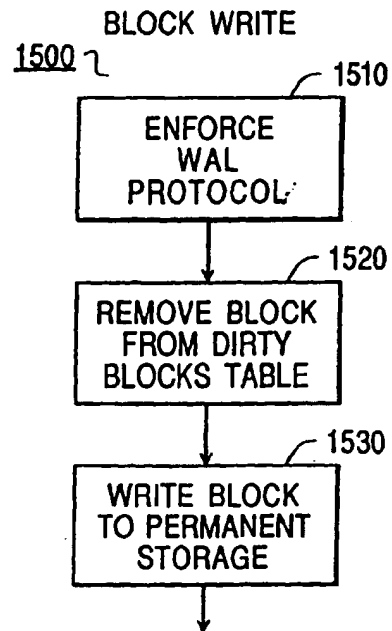 BLOCK WRITE
1500
1510
ENFORCE
WAL
PROTOCOL
1520
REMOVE BLOCK
FROM DIRTY
BLOCKS TABLE
1530
WRITE BLOCK
TO PERMANENT
STORAGE